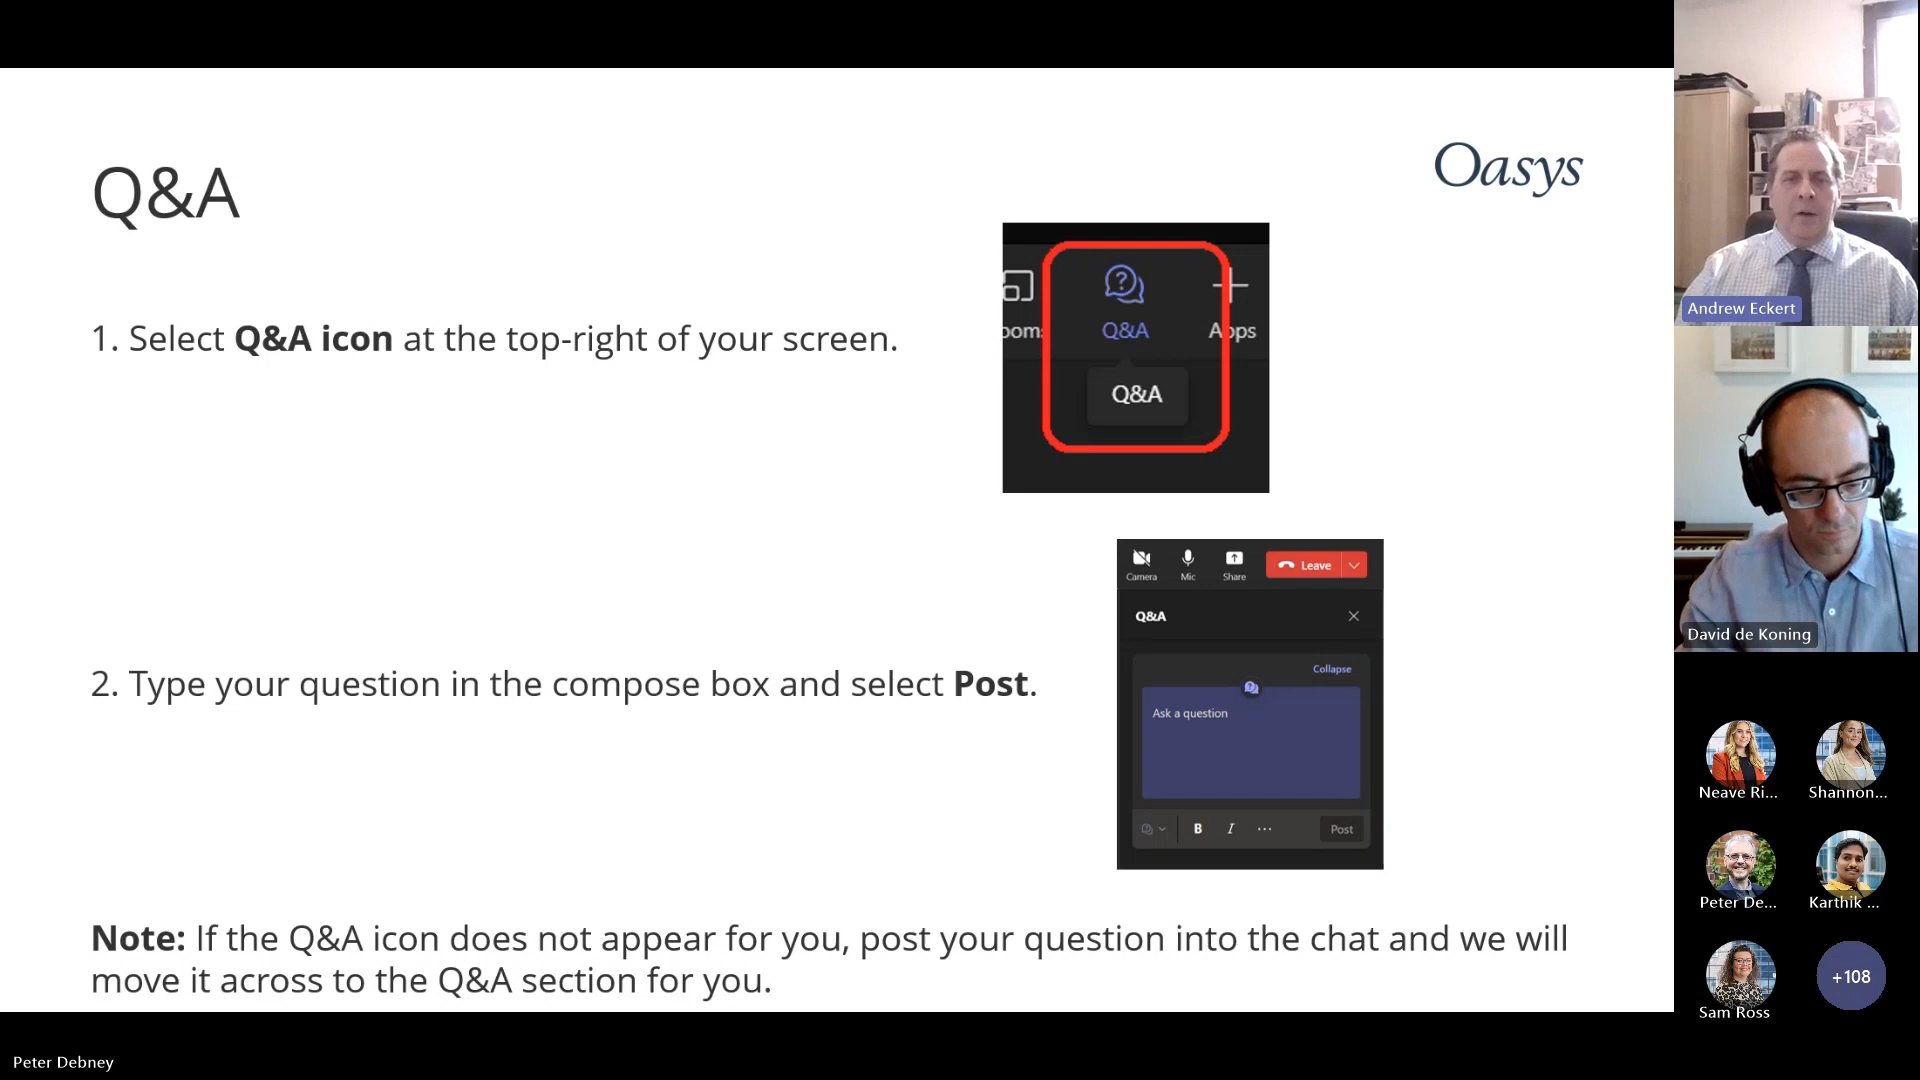 Q&A
Oasys
1. Select Q&A icon at the top-right of your screen.
Q&A
Apps
Q&A
2. Type your question in the compose box and select Post.
Camera
Mic
Share
Leave
Q&A
Collapse
Ask a question
B
I
Post
Note: If the Q&A icon does not appear for you, post your question into the chat and we will
move it across to the Q&A section for you.
Andrew Eckert
David de Koning
Neave Ri...
Shannon...
Peter De...
Karthik ...
Sam Ross
+108
Peter Debney